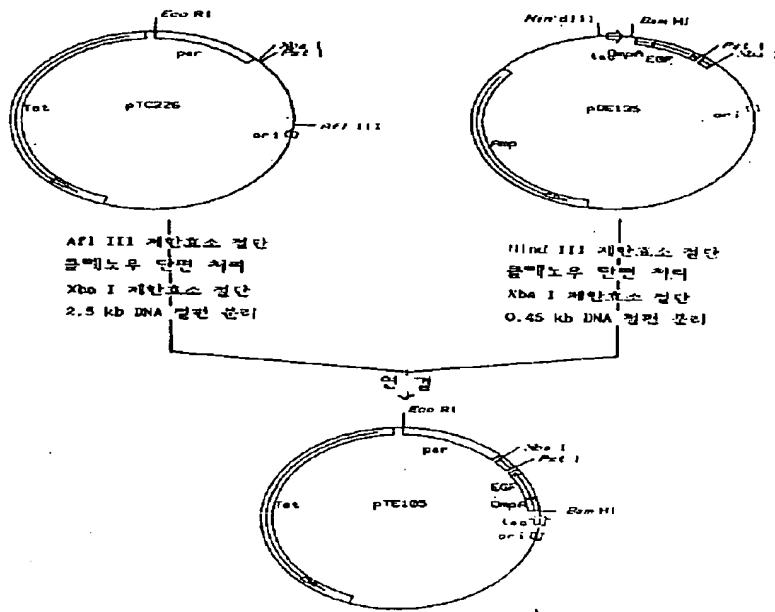 Eco RI
par
Xba I
Pst I
Tet
pTC226
Afl III
ori
Hind III
Bam HI
lac
OmpA
EGF
Pst I
Xba I
pDE125
ori
Amp
Afl III 제한효소 절단
클레노우 단편 처리
Xba I 제한효소 절단
2.5 kb DNA 절편 분리
Hind III 제한효소 절단
클레노우 단편 처리
Xba I 제한효소 절단
0.45 kb DNA 절편 분리
연 결
Eco RI
par
Xba I
Pst I
EGF
OmpA
Bam HI
lac
ori
Tet
pTE105